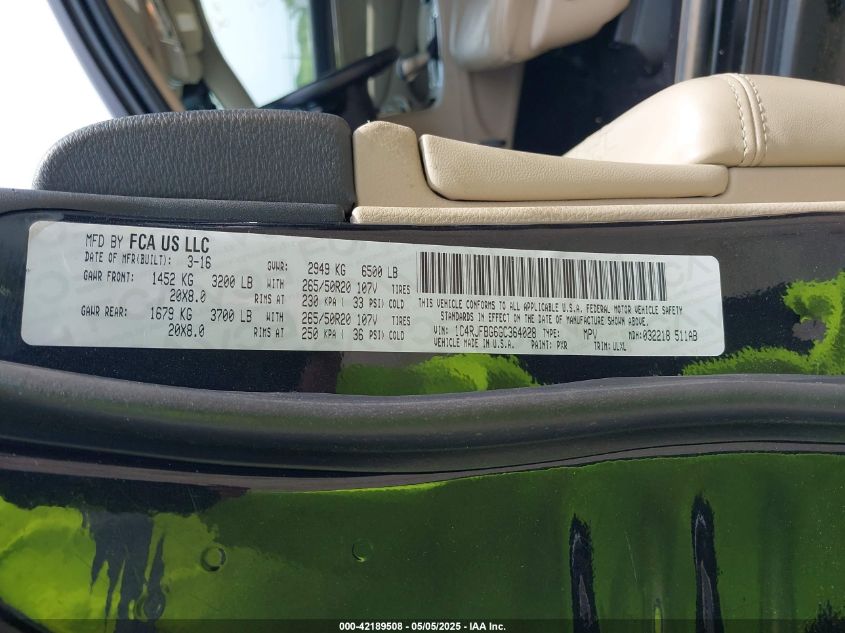 MFD BY FCA US LLC
DATE OF MFR(BUILT): 3-16 GVWR: 2949 KG 6500 LB
GAWR FRONT: 1452 KG 3200 LB WITH 265/50R20 107V
20X8.0 RIMS AT 230 KPA ( 33 PSI) COLD
GAWR REAR: 1679 KG 3700 LB WITH 265/50R20 107V
20X8.0 RIMS AT 250 KPA ( 36 PSI) COLD
THIS VEHICLE CONFORMS TO ALL APPLICABLE U.S.A. FEDERAL MOTOR VEHICLE SAFETY
STANDARDS IN EFFECT ON THE DATE OF MANUFACTURE SHOWN ABOVE.
VIN: 1C4RJFBG6GC364028 TYPE: MPV MDH:032218 511AB
VEHICLE MADE IN U.S.A. PAINT: PXR TRIM: ULXL
000-42189508 - 05/05/2025 - IAA Inc.